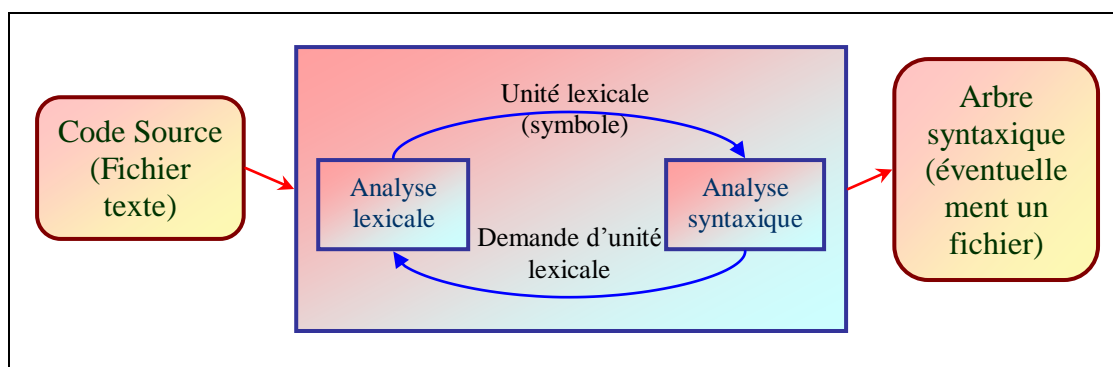 Code Source
(Fichier
texte)
Unité lexicale
(symbole)
Analyse
lexicale
Analyse
syntaxique
Demande d'unité
lexicale
Arbre
syntaxique
(éventuelle
ment un
fichier)